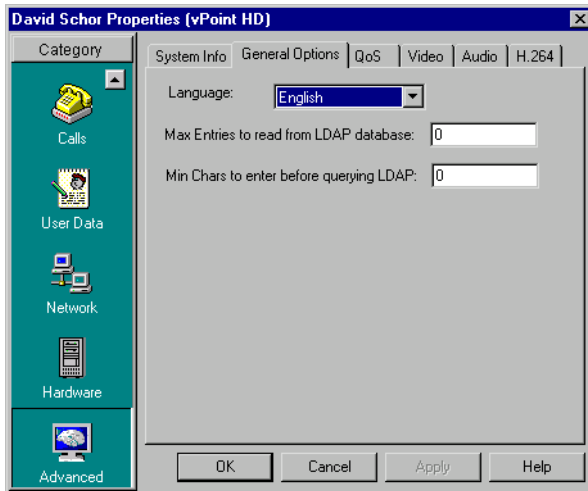 David Schor Properties (vPoint HD)
Category
Calls
User Data
Network
Hardware
Advanced
System Info General Options QoS Video Audio H.264
Language: English
Max Entries to read from LDAP database: 0
Min Chars to enter before querying LDAP: 0
OK Cancel Apply Help